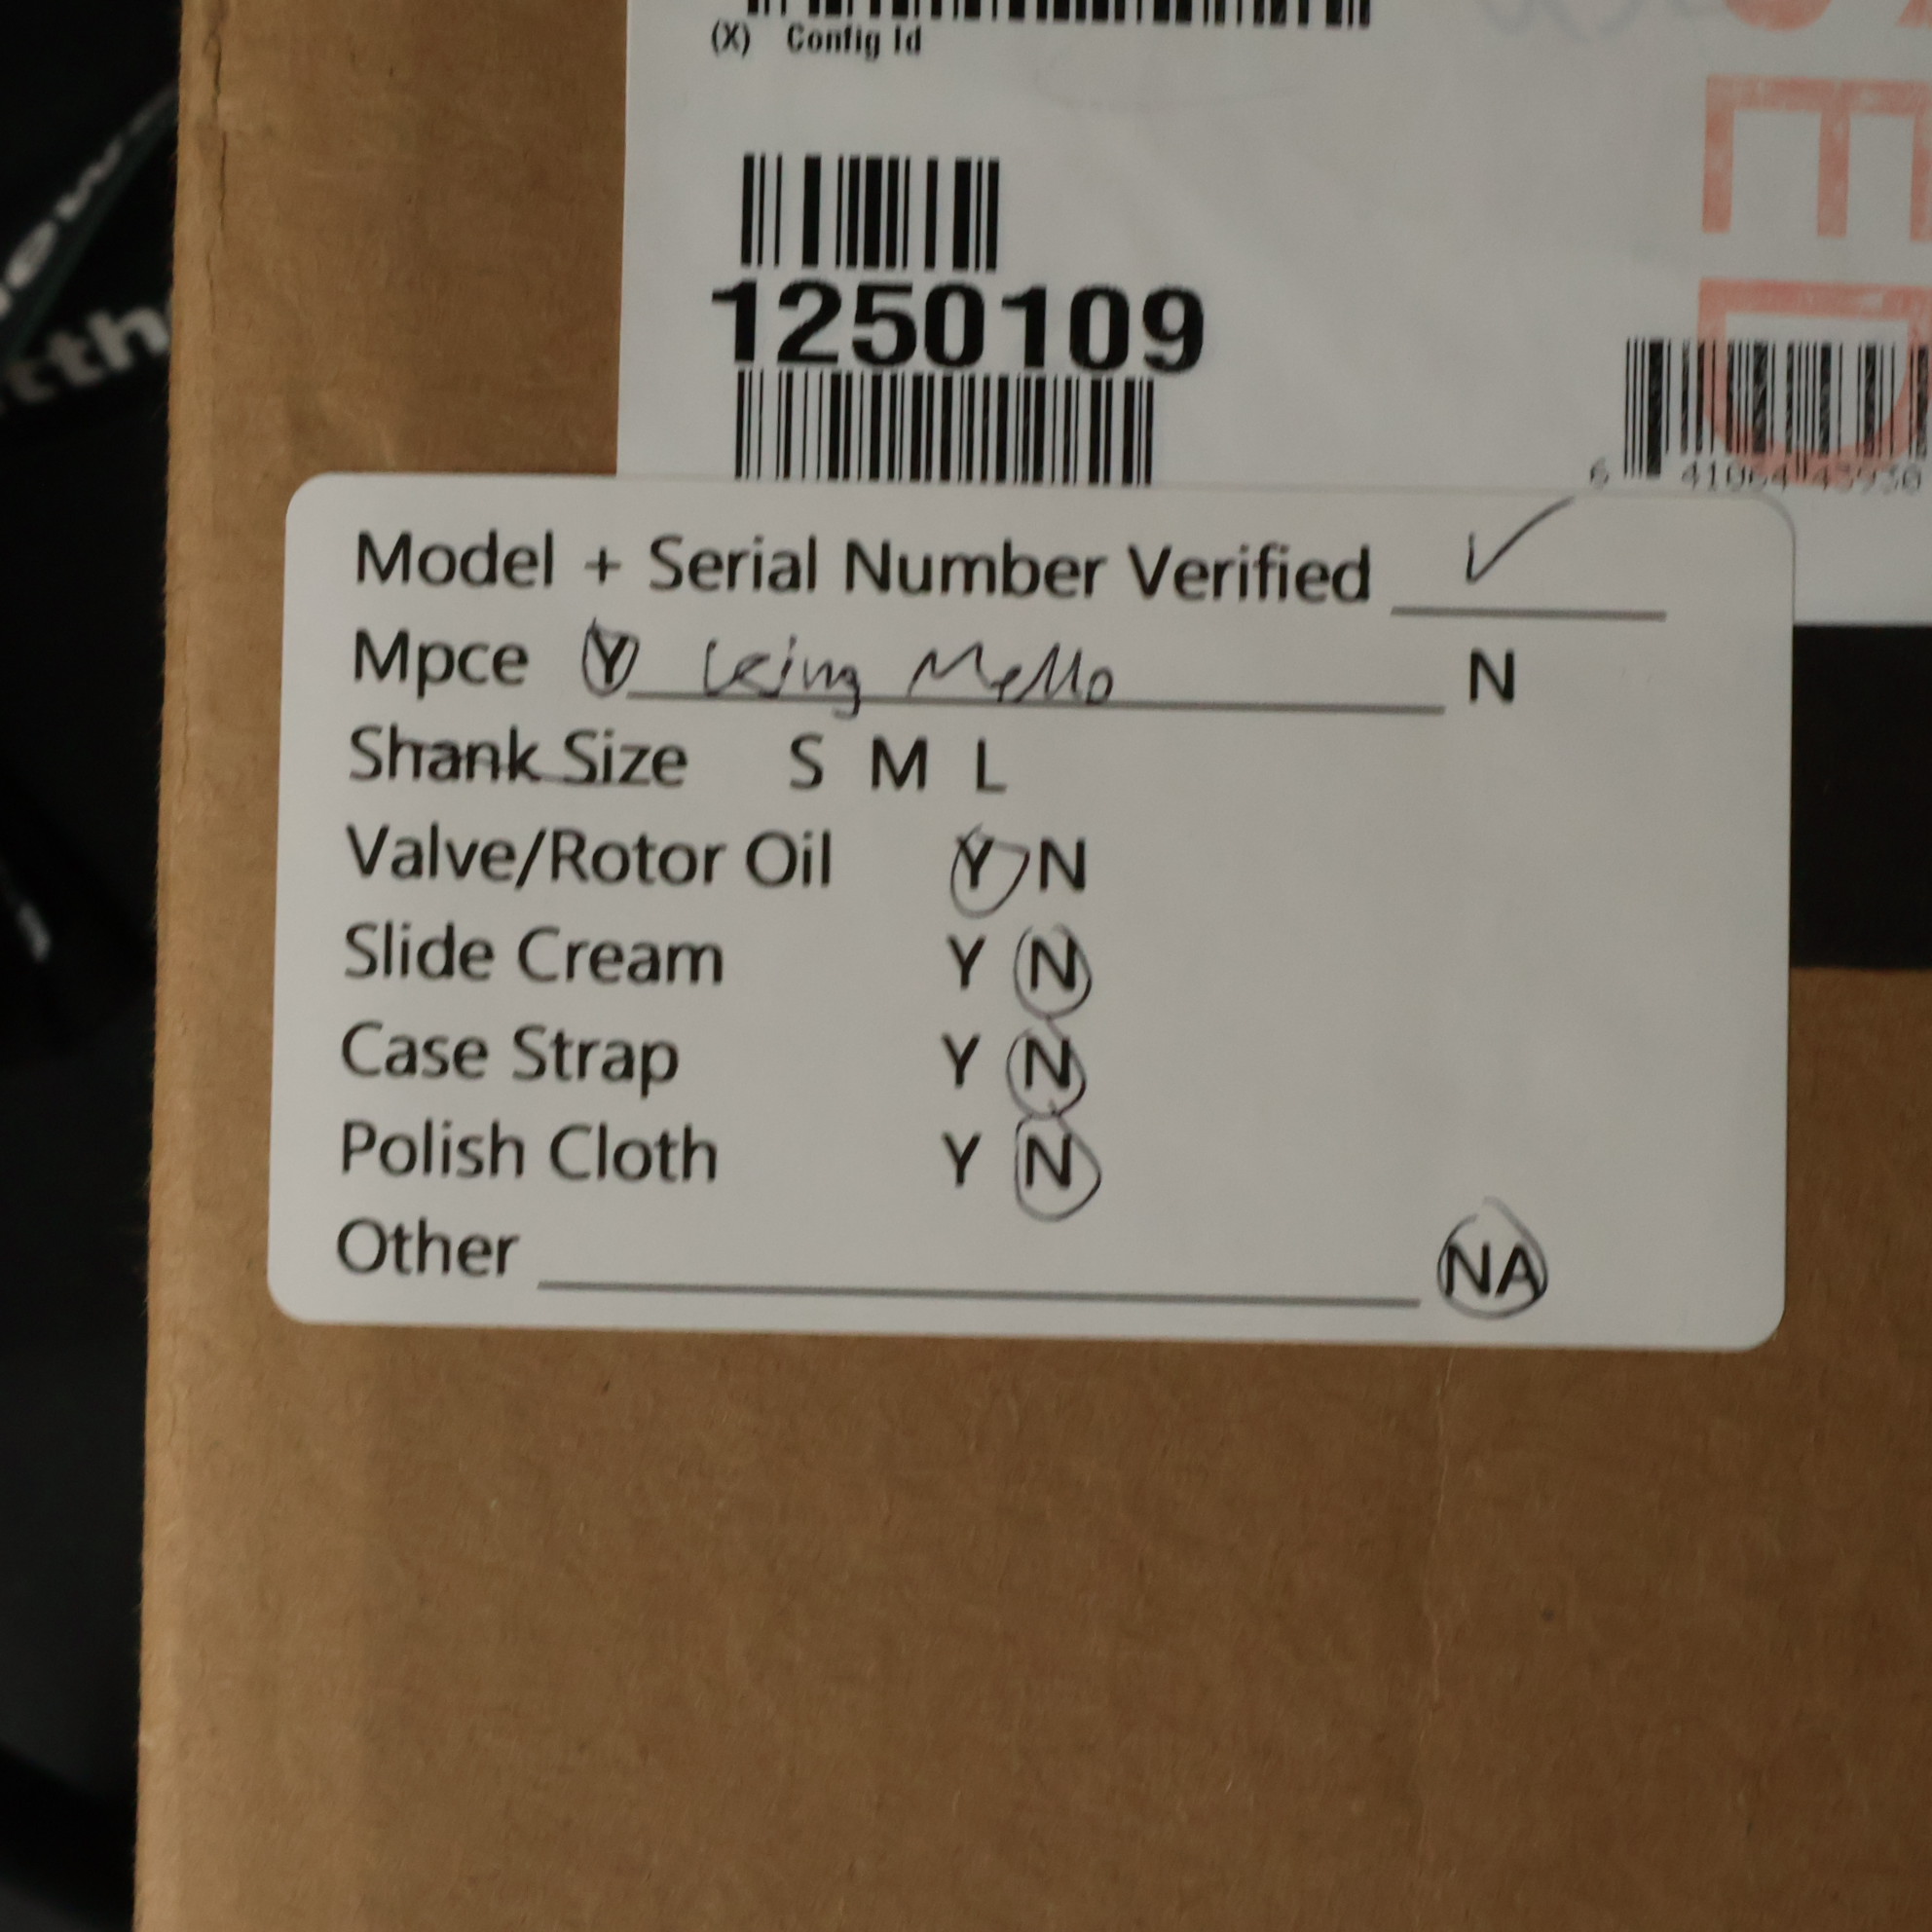 (X) Config Id
1250109
ED
Model + Serial Number Verified ✓
Mpce Y King Mello N
Shank Size S M L
Valve/Rotor Oil Y N
Slide Cream Y N
Case Strap Y N
Polish Cloth Y N
Other NA